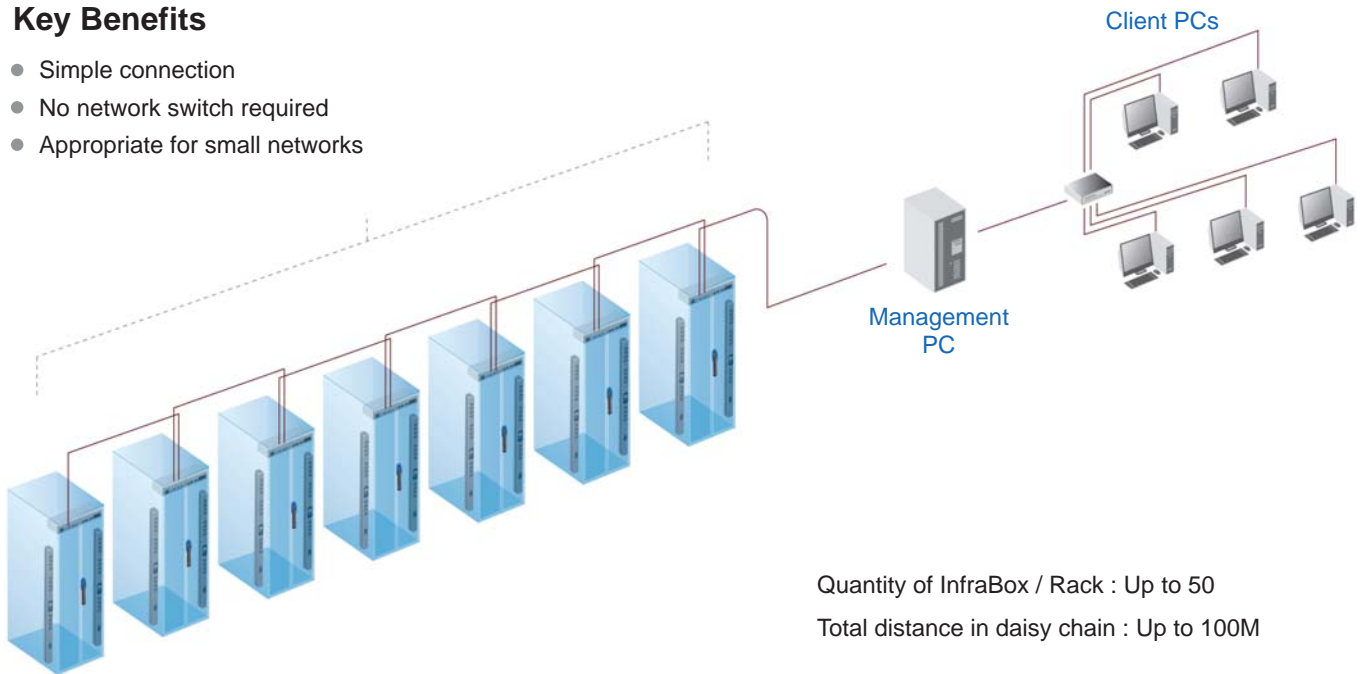 Key Benefits
Simple connection
No network switch required
Appropriate for small networks
Client PCs
Management
PC
Quantity of InfraBox / Rack : Up to 50
Total distance in daisy chain : Up to 100M